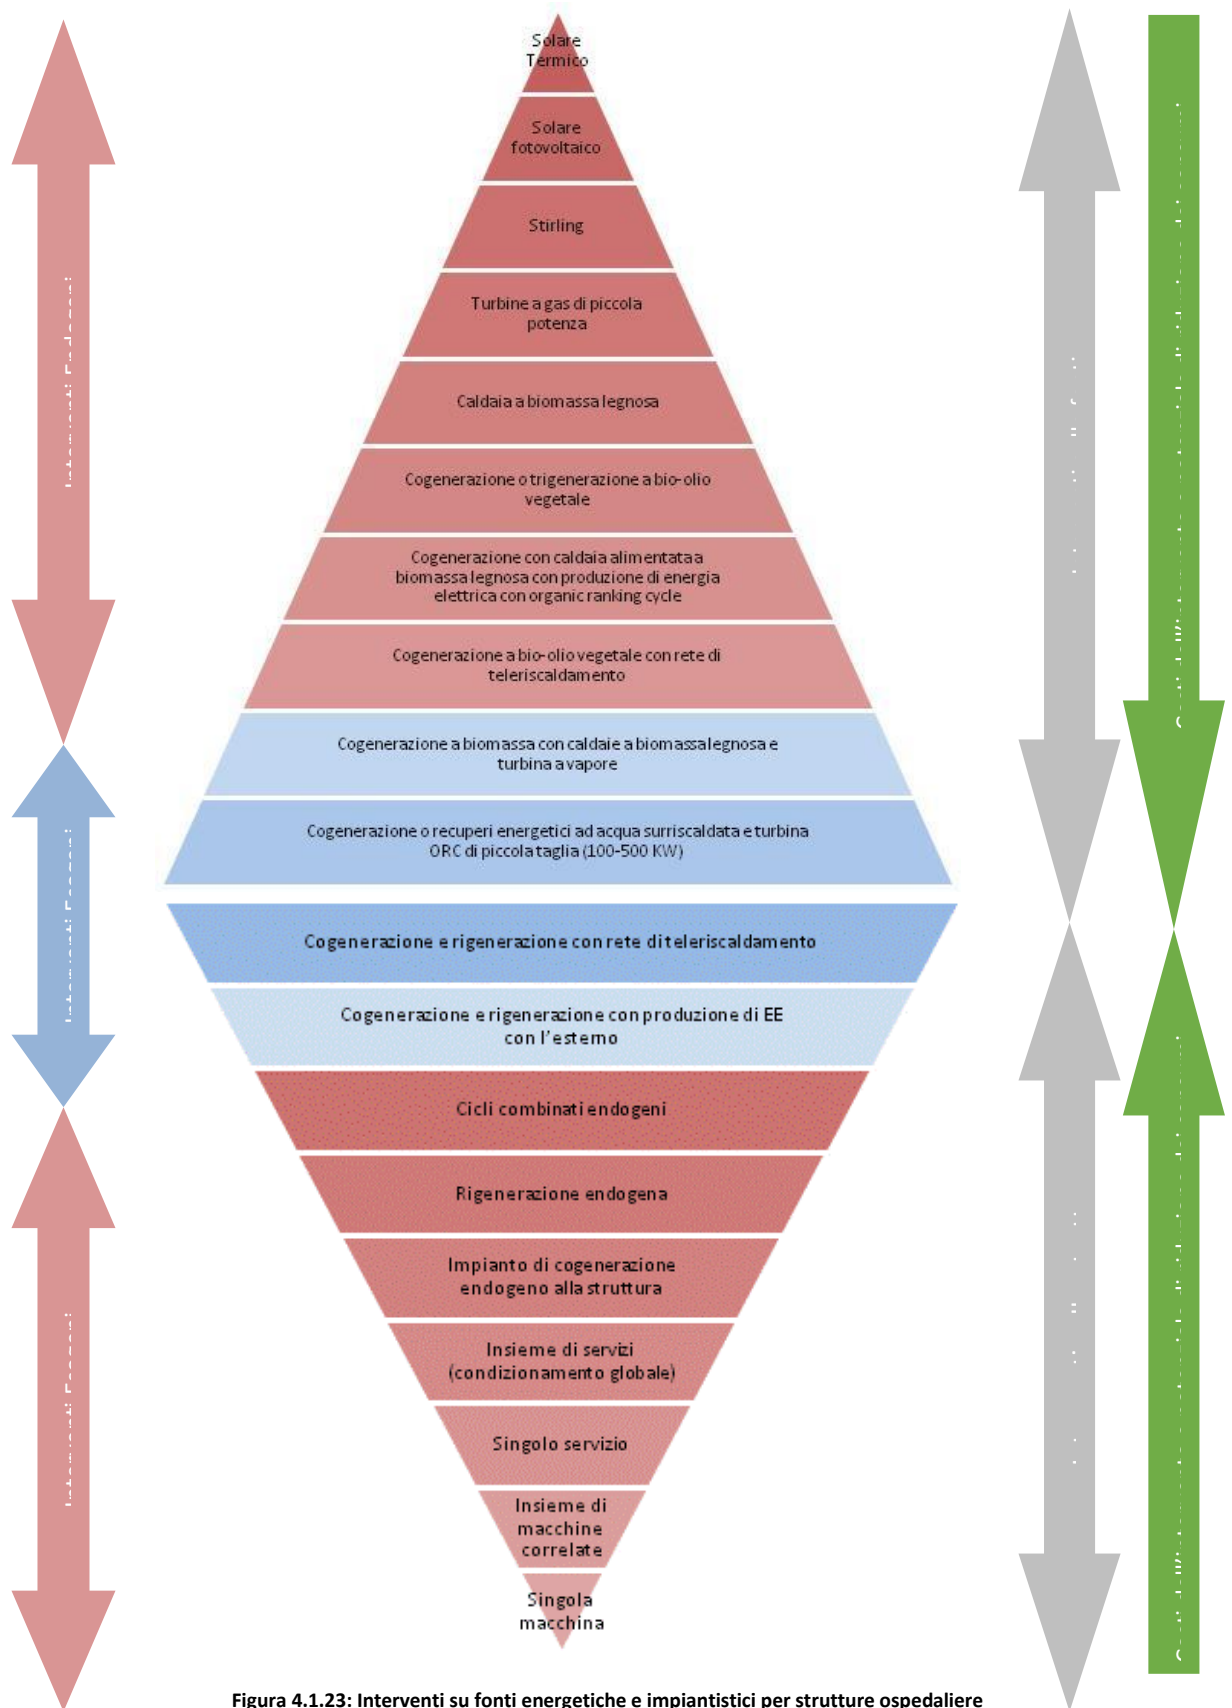 Solare
Termico
Solare
fotovoltaico
Stirling
Turbine a gas di piccola
potenza
Caldaia a biomassa legnosa
Cogenerazione o trigenerazione a bio-olio
vegetale
Cogenerazione con caldaia alimentata a
biomassa legnosa con produzione di energia
elettrica con organic ranking cycle
Cogenerazione a bio-olio vegetale con rete di
teleriscaldamento
Cogenerazione a biomassa con caldaie a biomassa legnosa e
turbina a vapore
Cogenerazione o recuperi energetici ad acqua surriscaldata e turbina
ORC di piccola taglia (100-500 KW)
Cogenerazione e rigenerazione con rete di teleriscaldamento
Cogenerazione e rigenerazione con produzione di EE
con l'esterno
Cicli combinati endogeni
Rigenerazione endogena
Impianto di cogenerazione
endogeno alla struttura
Insieme di servizi
(condizionamento globale)
Singolo servizio
Insieme di
macchine
correlate
Singola
macchina
Figura 4.1.23: Interventi su fonti energetiche e impiantistici per strutture ospedaliere